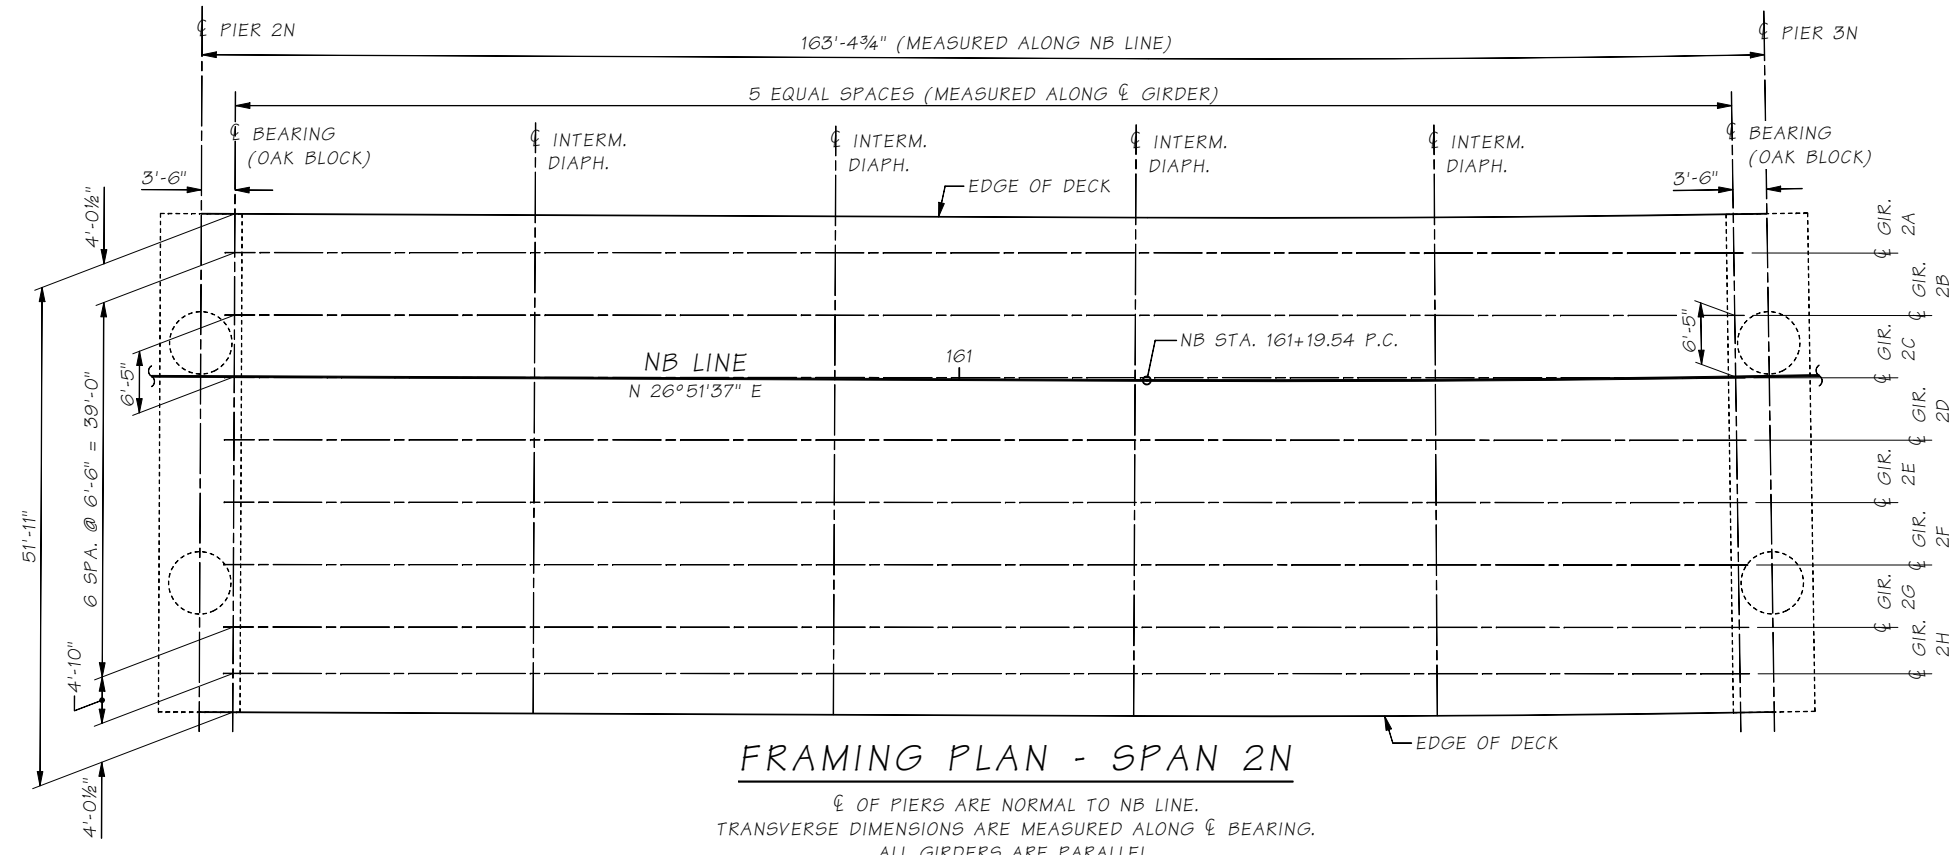 ℄ PIER 2N
163'-4¾" (MEASURED ALONG NB LINE)
℄ PIER 3N
5 EQUAL SPACES (MEASURED ALONG ℄ GIRDER)
℄ BEARING
(OAK BLOCK)
℄ INTERM.
DIAPH.
℄ INTERM.
DIAPH.
℄ INTERM.
DIAPH.
℄ INTERM.
DIAPH.
℄ BEARING
(OAK BLOCK)
3'-6"
3'-6"
EDGE OF DECK
4'-0½"
51'-11"
6 SPA. @ 6'-6" = 39'-0"
6'-5"
4'-10"
4'-0½"
NB LINE
N 26°51'37" E
161
NB STA. 161+19.54 P.C.
6'-5"
℄ GIR.
2A
℄ GIR.
2B
℄ GIR.
2C
℄ GIR.
2D
℄ GIR.
2E
℄ GIR.
2F
℄ GIR.
2G
℄ GIR.
2H
EDGE OF DECK
FRAMING PLAN - SPAN 2N
℄ OF PIERS ARE NORMAL TO NB LINE.
TRANSVERSE DIMENSIONS ARE MEASURED ALONG ℄ BEARING.
ALL GIRDERS ARE PARALLEL